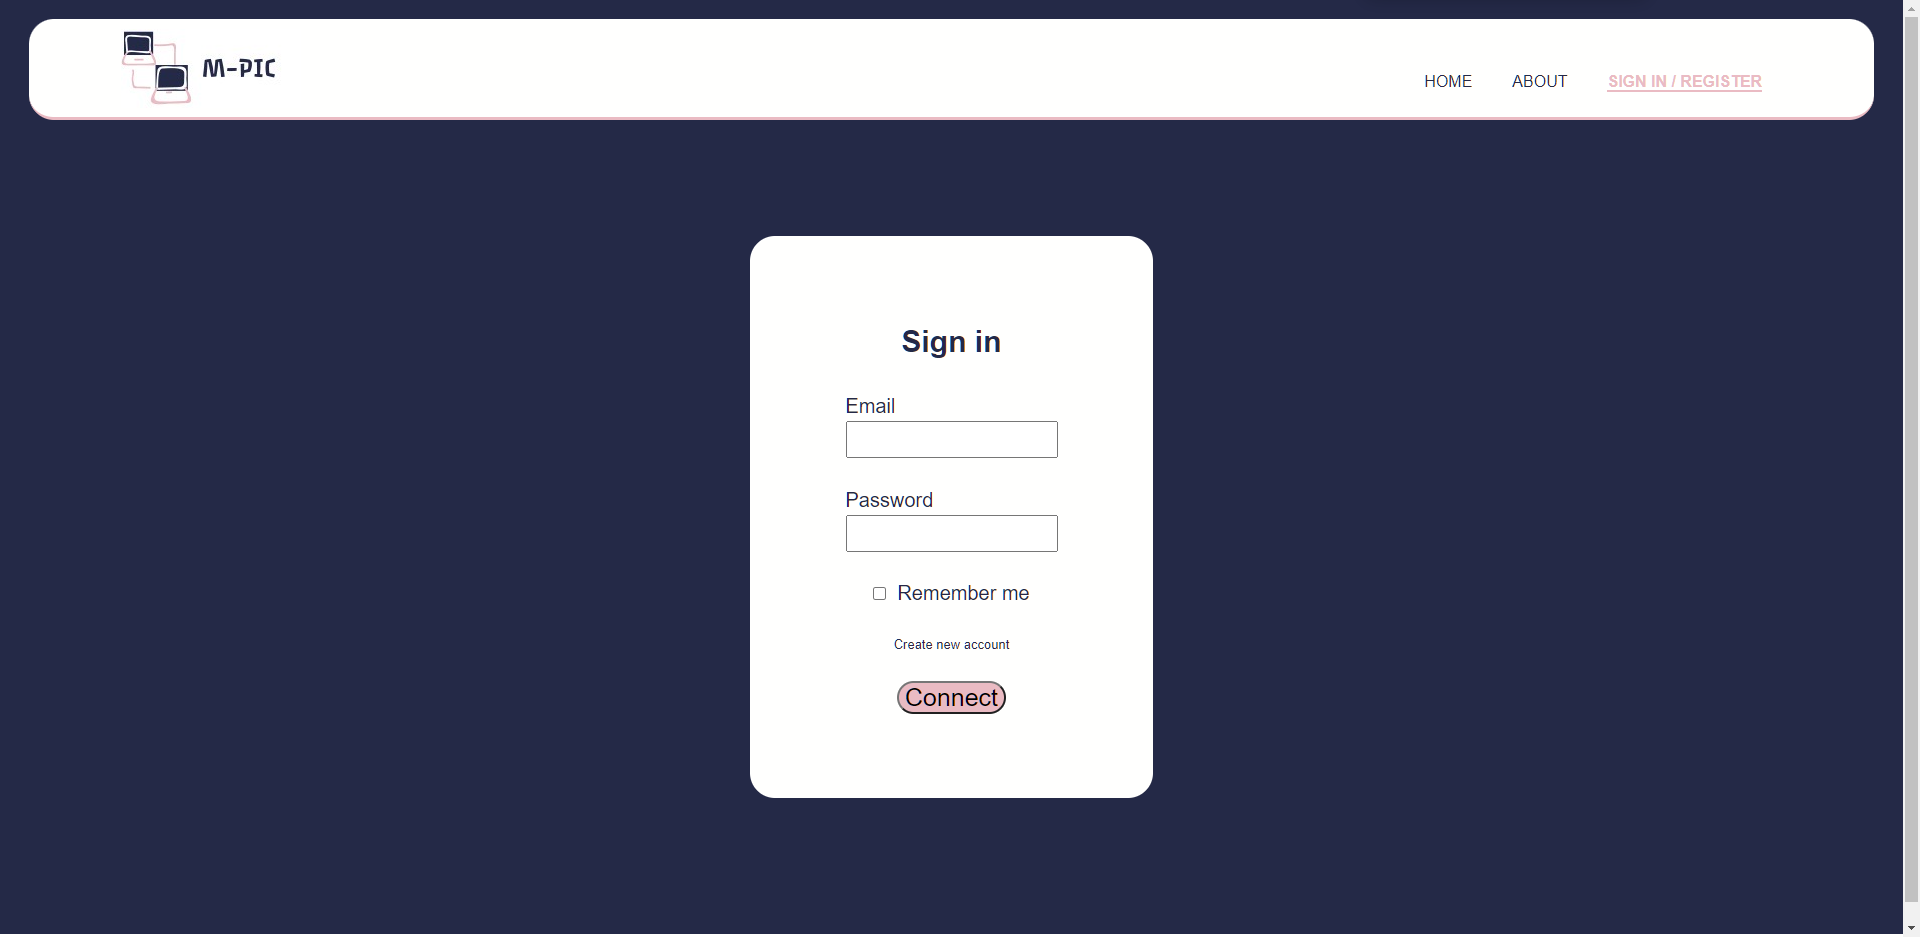 M-PIC
HOME ABOUT SIGN IN / REGISTER
Sign in
Email
Password
Remember me
Create new account
Connect